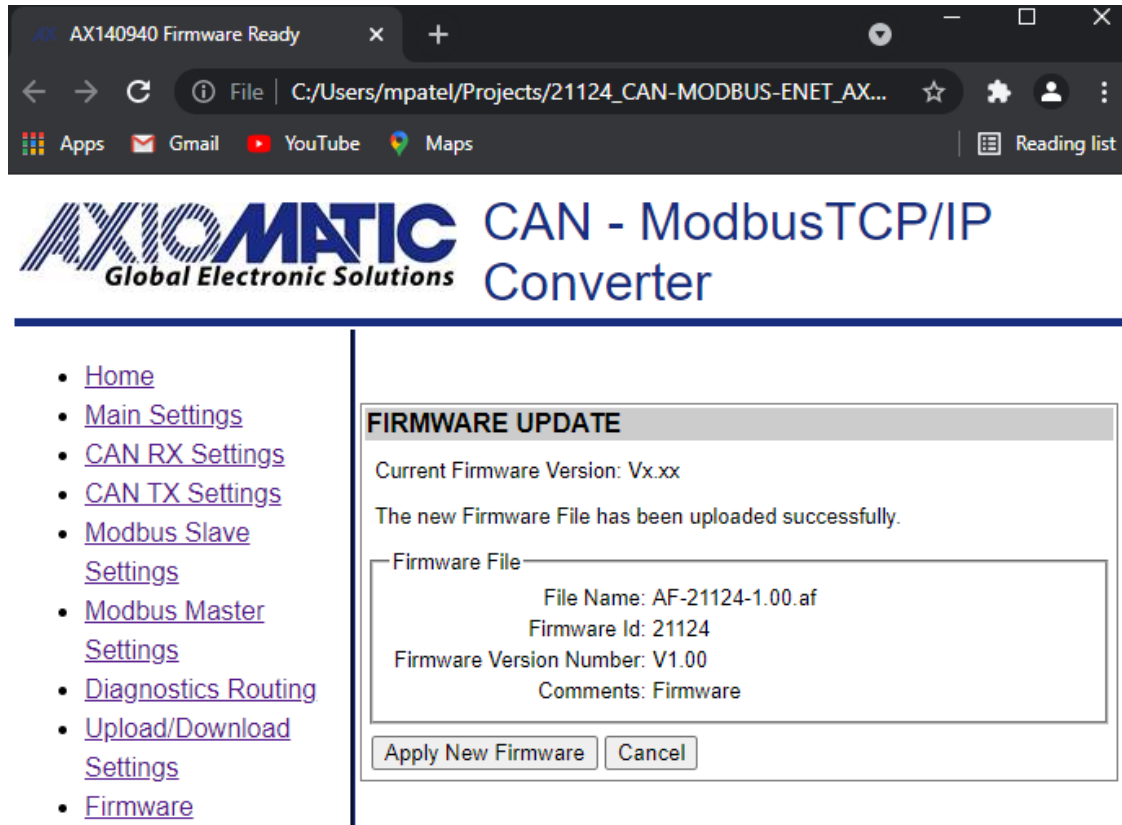 AX140940 Firmware Ready
File | C:/Users/mpatel/Projects/21124_CAN-MODBUS-ENET_AX...
Apps Gmail YouTube Maps Reading list
AXIOMATIC
Global Electronic Solutions
CAN - ModbusTCP/IP
Converter
Home
Main Settings
CAN RX Settings
CAN TX Settings
Modbus Slave
Settings
Modbus Master
Settings
Diagnostics Routing
Upload/Download
Settings
Firmware
FIRMWARE UPDATE
Current Firmware Version: Vx.xx
The new Firmware File has been uploaded successfully.
Firmware File
File Name: AF-21124-1.00.af
Firmware Id: 21124
Firmware Version Number: V1.00
Comments: Firmware
Apply New Firmware Cancel